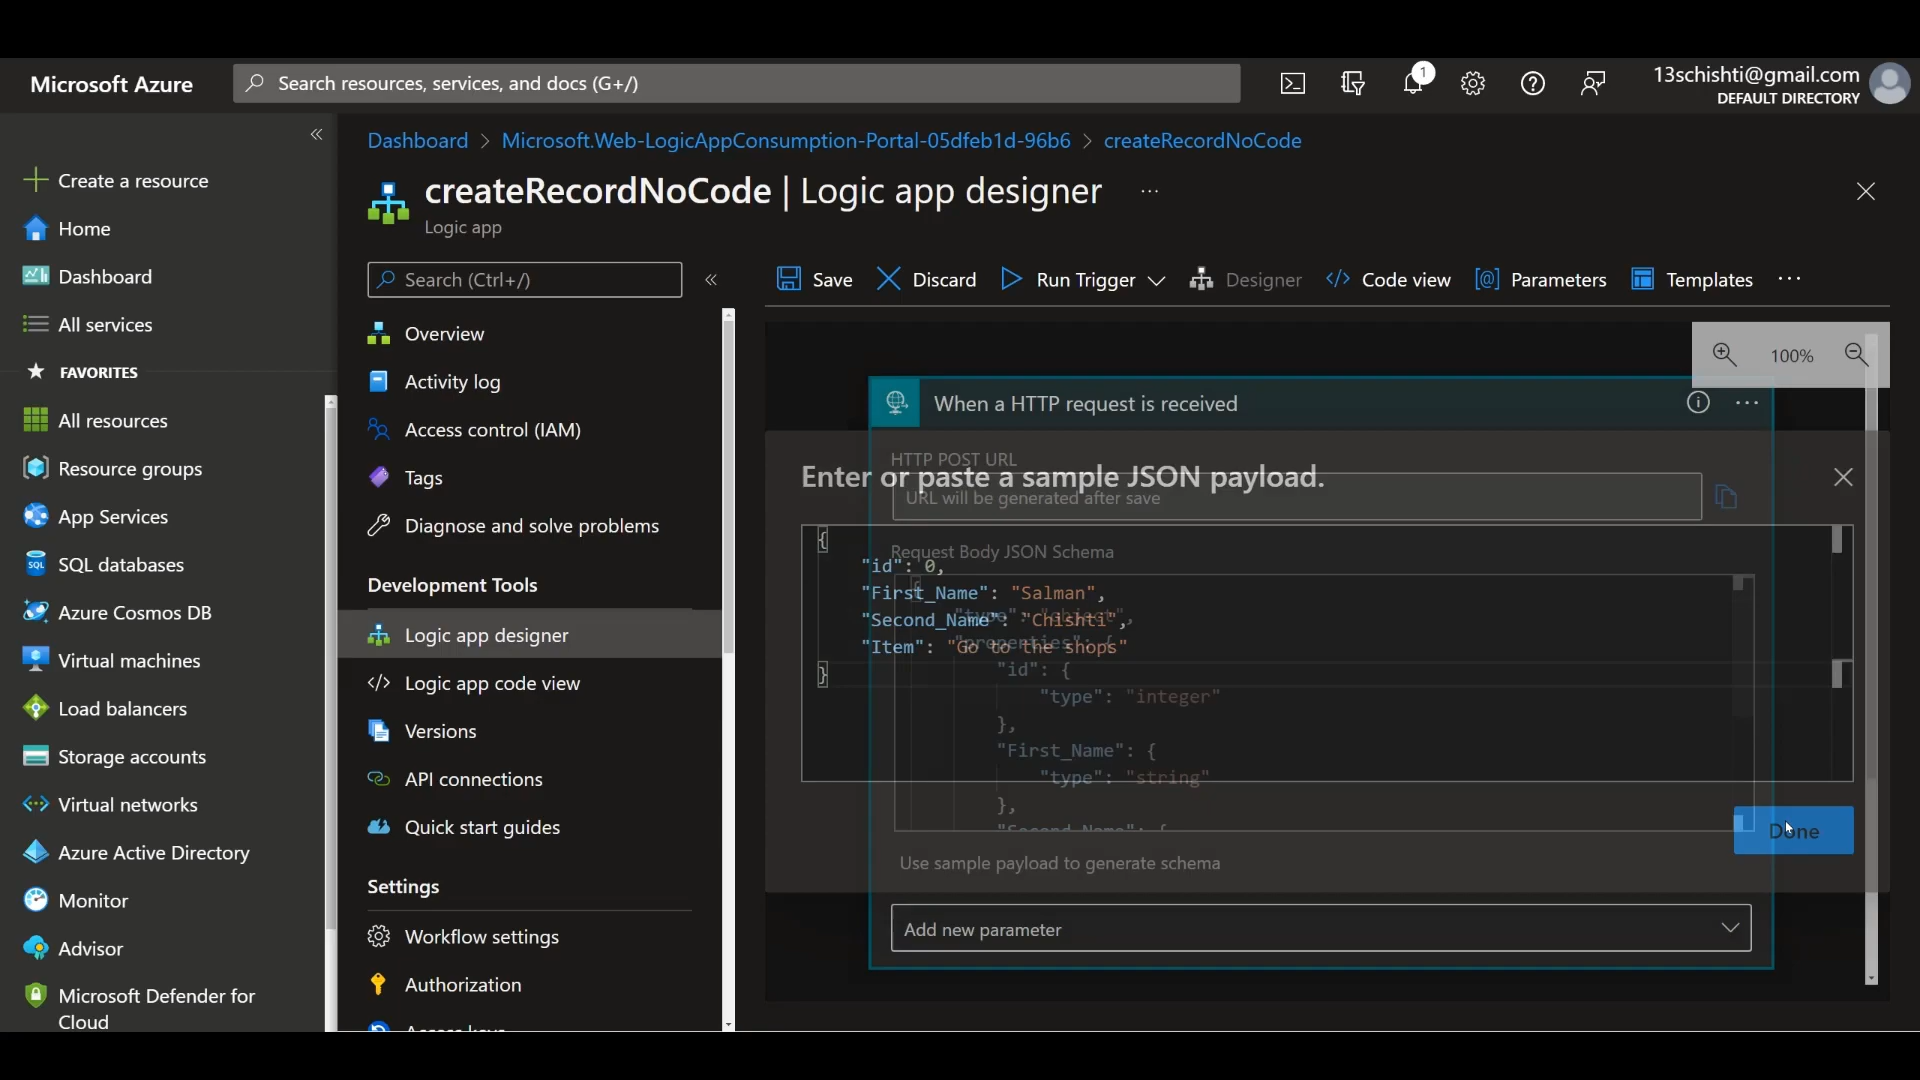 Microsoft Azure
Search resources, services, and docs (G+/)
1
13schishti@gmail.com
DEFAULT DIRECTORY
Create a resource
Home
Dashboard
All services
FAVORITES
All resources
Resource groups
App Services
SQL databases
Azure Cosmos DB
Virtual machines
Load balancers
Storage accounts
Virtual networks
Azure Active Directory
Monitor
Advisor
Microsoft Defender for
Cloud
Dashboard > Microsoft.Web-LogicAppConsumption-Portal-05dfeb1d-96b6 > createRecordNoCode
createRecordNoCode | Logic app designer ...
Logic app
Search (Ctrl+/)
Overview
Activity log
Access control (IAM)
Tags
Diagnose and solve problems
Development Tools
Logic app designer
Logic app code view
Versions
API connections
Quick start guides
Settings
Workflow settings
Authorization
Access keys
Save
Discard
Run Trigger
Designer
Code view
Parameters
Templates
100%
When a HTTP request is received
HTTP POST URL
Enter or paste a sample JSON payload.
URL will be generated after save
Request Body JSON Schema
{
"id": 0,
"First_Name": "Salman",
"Second_Name": "Chishti",
"Item": "Go to the shops"
}
{
"type": "object",
"properties": {
"id": {
"type": "integer"
},
"First_Name": {
"type": "string"
},
"Second_Name": {
Done
Use sample payload to generate schema
Add new parameter